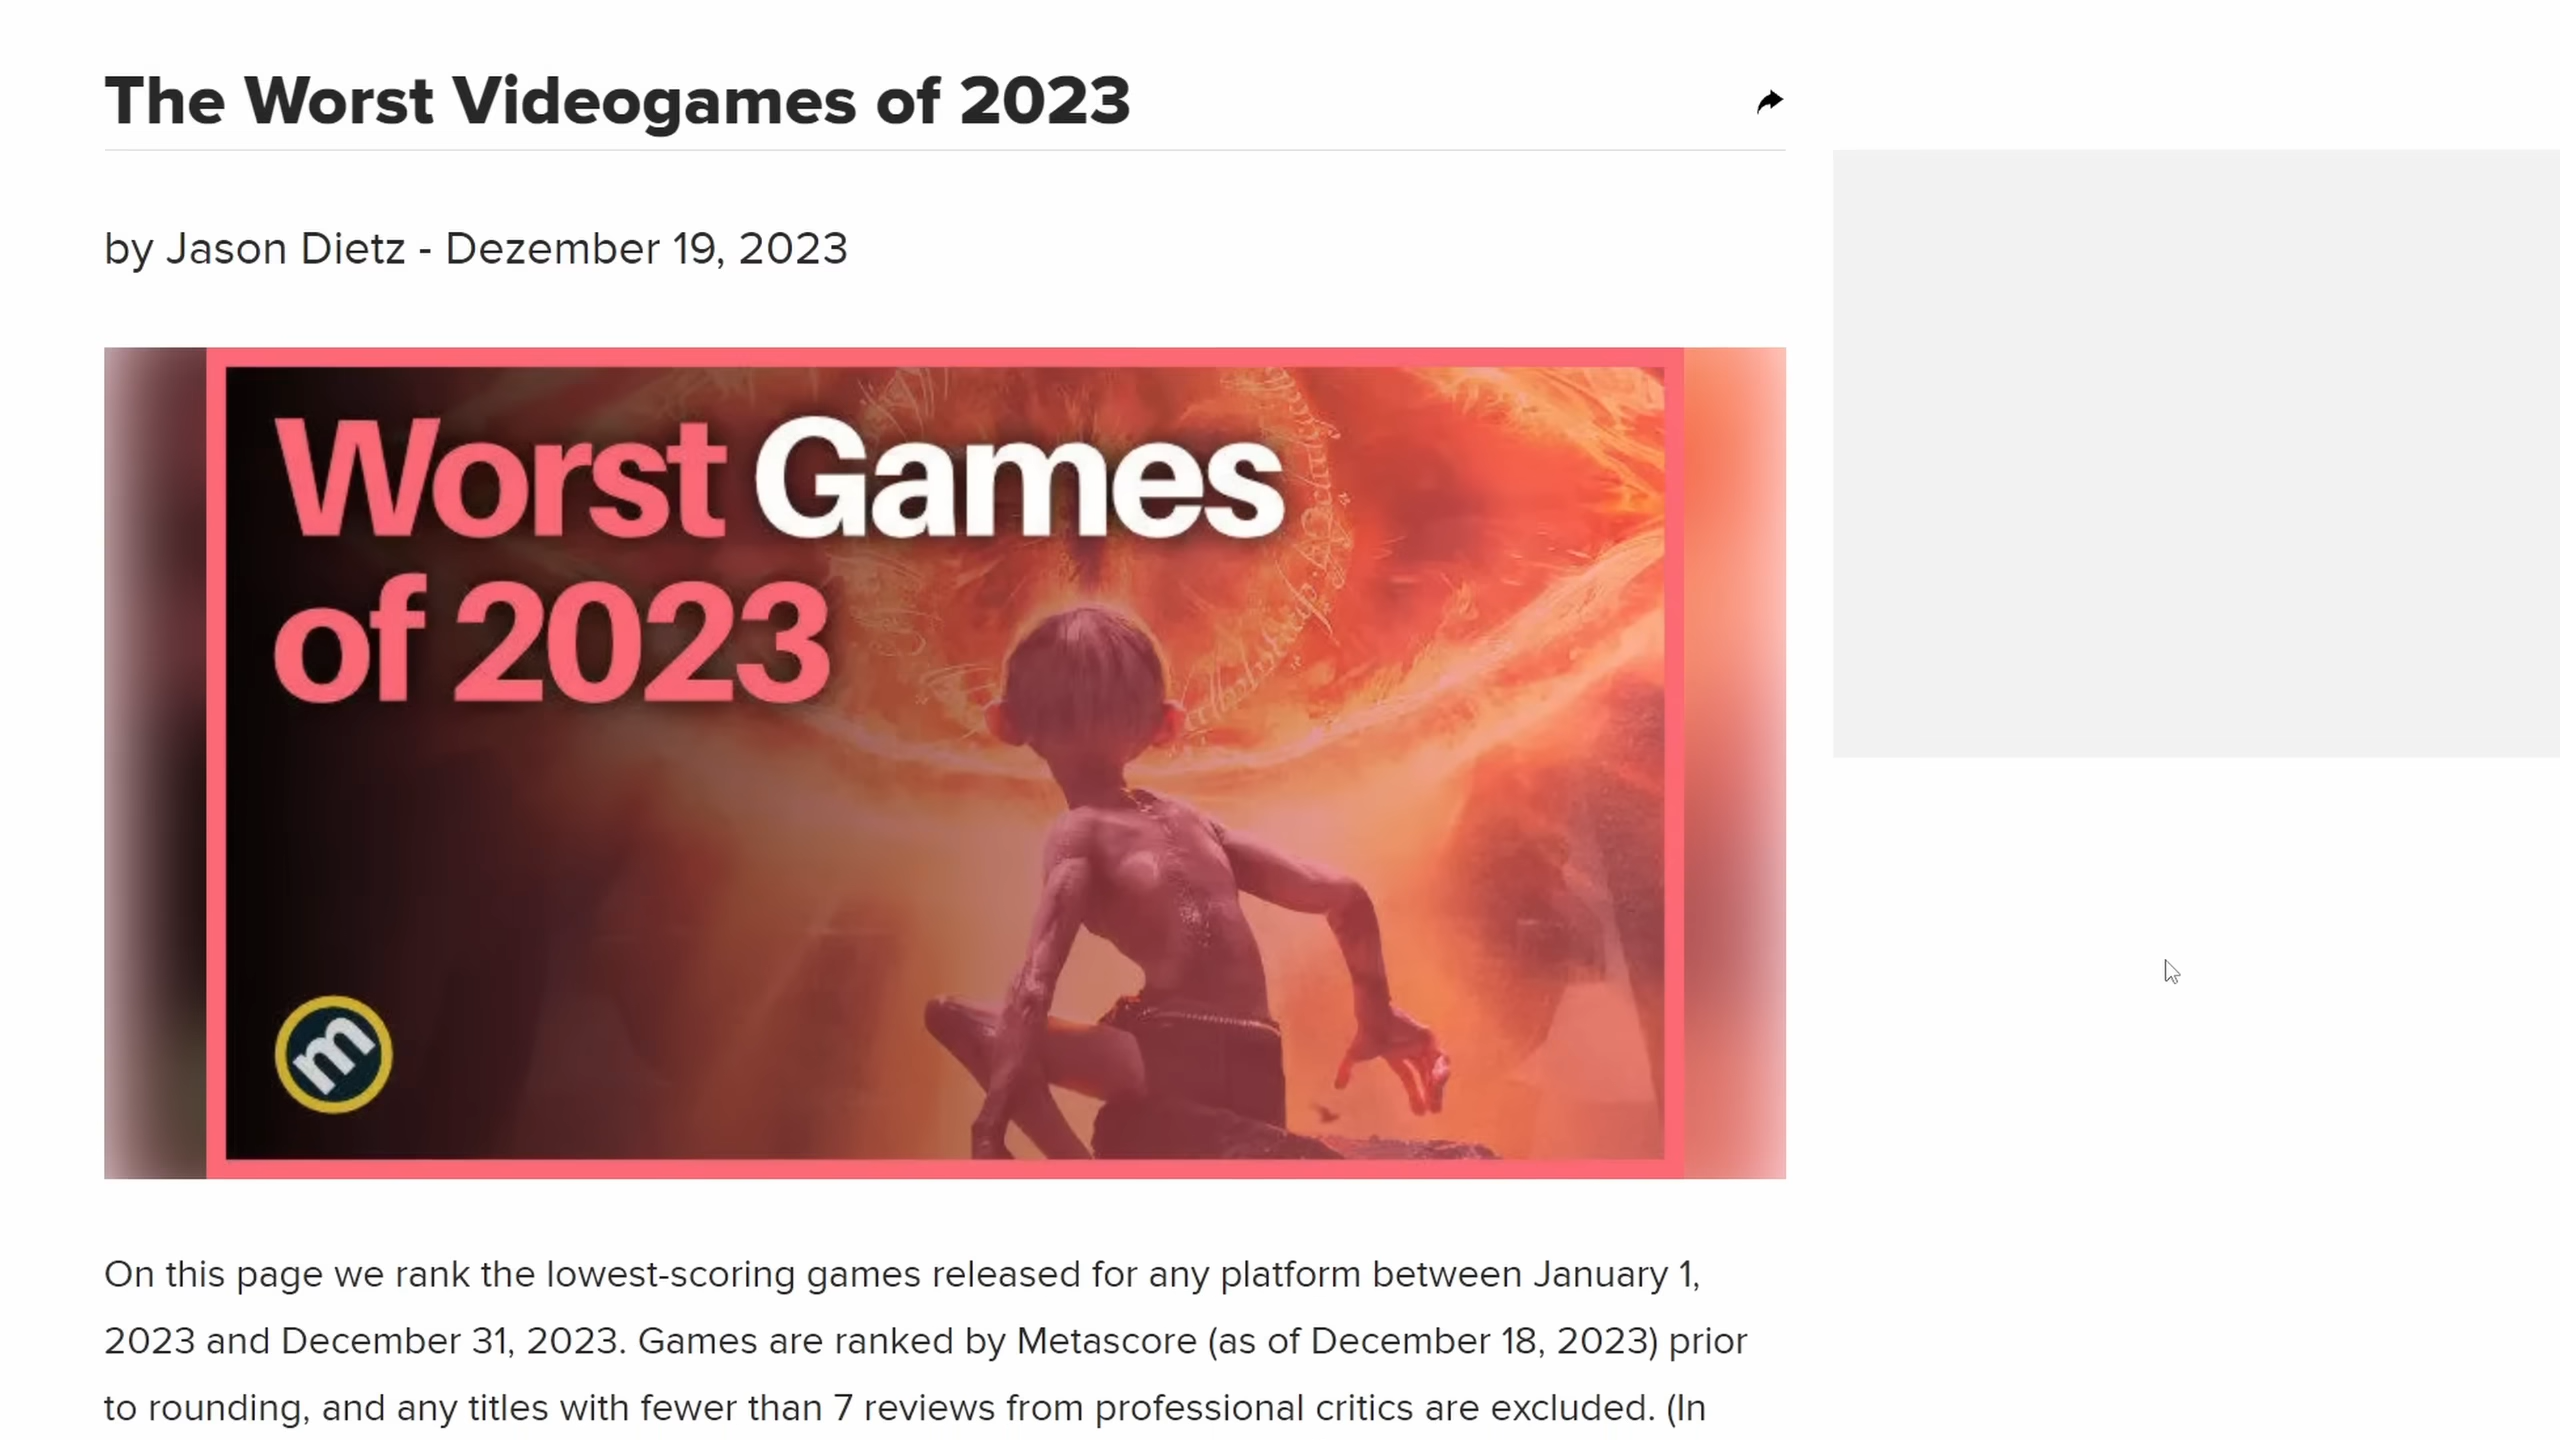 The Worst Videogames of 2023
by Jason Dietz - Dezember 19, 2023
Worst Games
of 2023
m
On this page we rank the lowest-scoring games released for any platform between January 1,
2023 and December 31, 2023. Games are ranked by Metascore (as of December 18, 2023) prior
to rounding, and any titles with fewer than 7 reviews from professional critics are excluded. (In